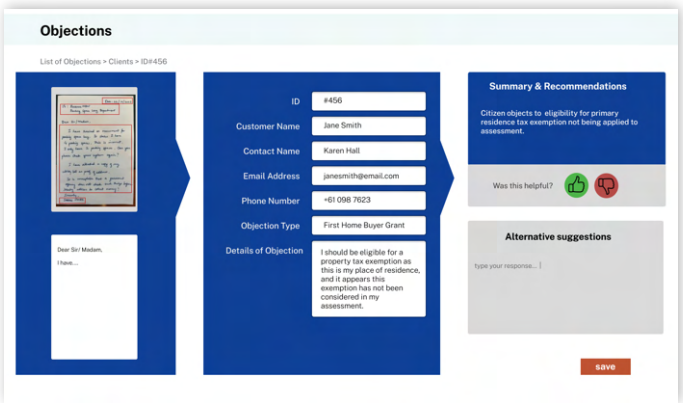 Objections
List of Objections > Clients > ID#456
Dear Sir/ Madam,
I have...
ID
#456
Customer Name
Jane Smith
Contact Name
Karen Hall
Email Address
janesmith@email.com
Phone Number
+61 098 7623
Objection Type
First Home Buyer Grant
Details of Objection
I should be eligible for a
property tax exemption as
this is my place of residence,
and it appears this
exemption has not been
considered in my
assessment.
Summary & Recommendations
Citizen objects to eligibility for primary
residence tax exemption not being applied to
assessment.
Was this helpful?
Alternative suggestions
type your response...
save